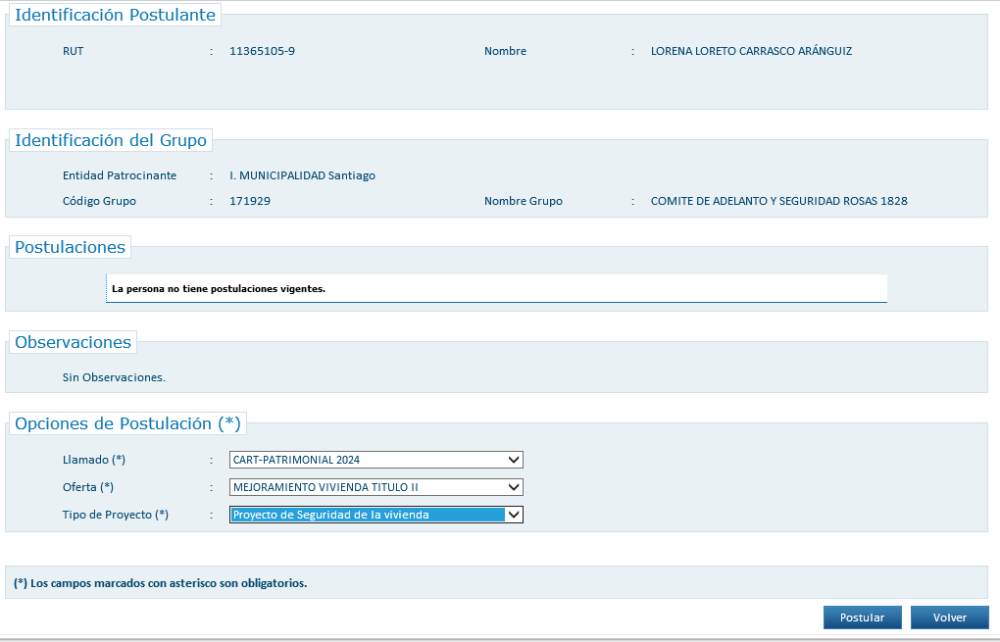 Identificación Postulante
RUT : 11365105-9 Nombre : LORENA LORETO CARRASCO ARÁNGUIZ
Identificación del Grupo
Entidad Patrocinante : I. MUNICIPALIDAD Santiago
Código Grupo : 171929 Nombre Grupo : COMITE DE ADELANTO Y SEGURIDAD ROSAS 1828
Postulaciones
La persona no tiene postulaciones vigentes.
Observaciones
Sin Observaciones.
Opciones de Postulación (*)
Llamado (*) : CART-PATRIMONIAL 2024
Oferta (*) : MEJORAMIENTO VIVIENDA TITULO II
Tipo de Proyecto (*) : Proyecto de Seguridad de la vivienda
(*) Los campos marcados con asterisco son obligatorios.
Postular Volver